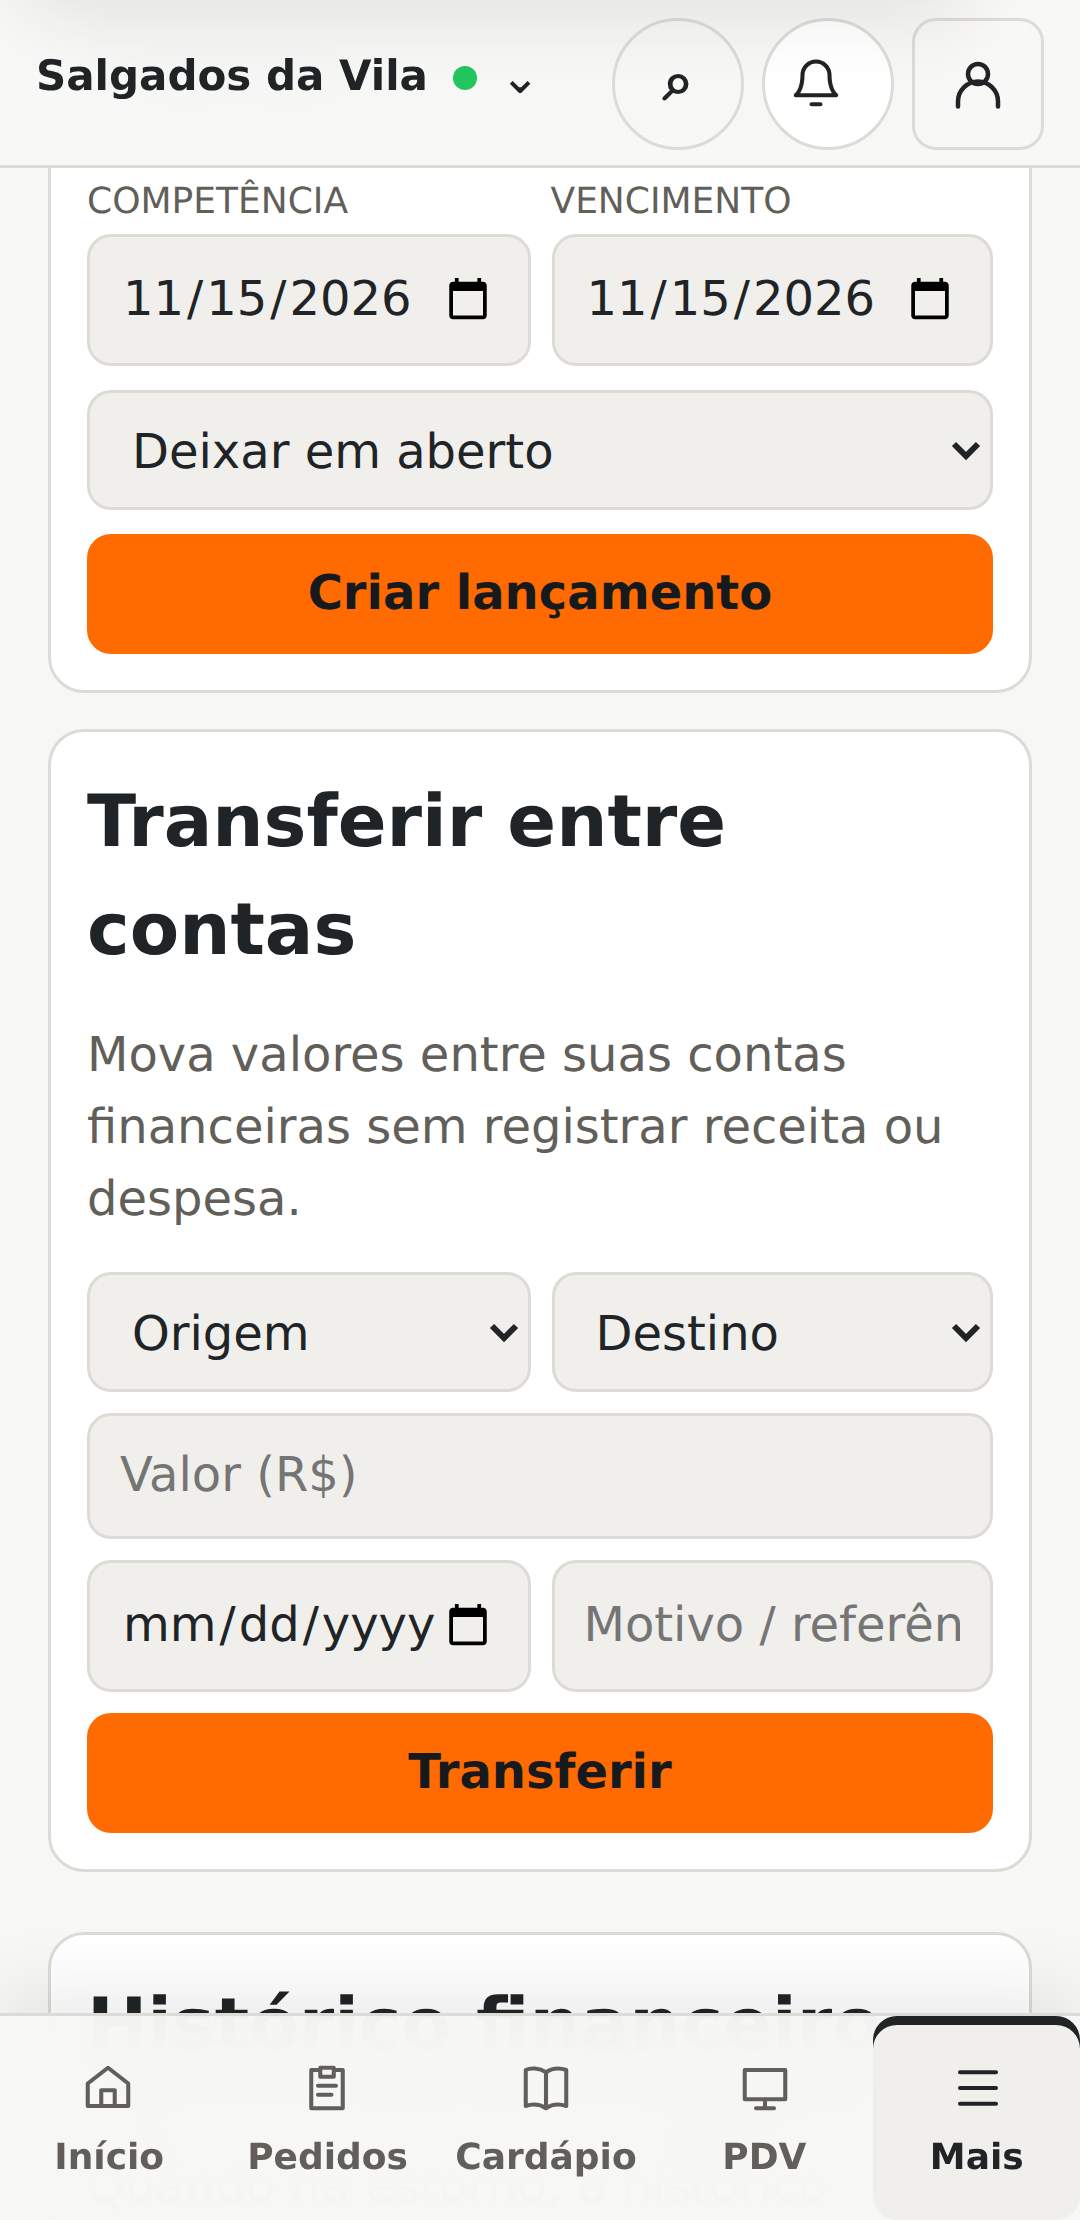 Salgados da Vila
COMPETÊNCIA VENCIMENTO
11/15/2026 11/15/2026
Deixar em aberto
Criar lançamento
Transferir entre
contas
Mova valores entre suas contas
financeiras sem registrar receita ou
despesa.
Origem Destino
Valor (R$)
mm/dd/yyyy Motivo / referên
Transferir
Histórico financeiro
Início Pedidos Cardápio PDV Mais